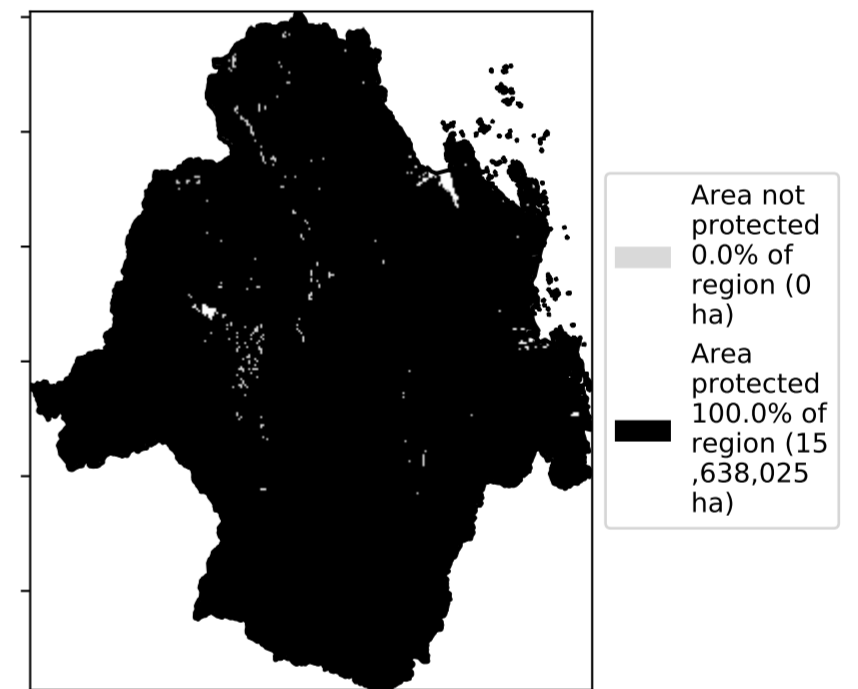 Area not
protected
0.0% of
region (0
ha)
Area
protected
100.0% of
region (15
,638,025
ha)